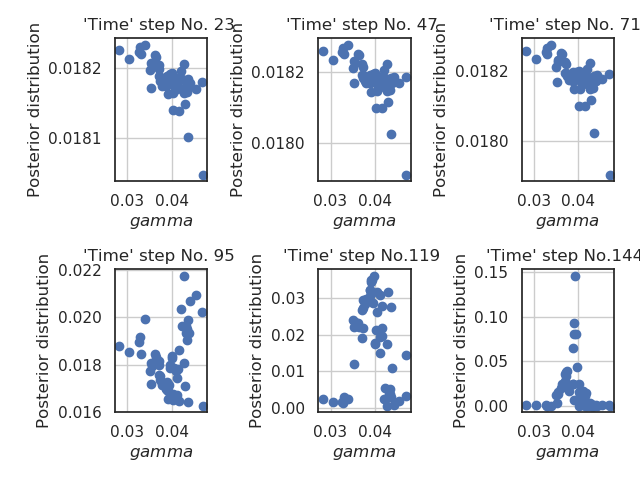 'Time' step No. 23
Posterior distribution
0.0182
0.0181
0.03 0.04
gamma
'Time' step No. 47
Posterior distribution
0.0182
0.0180
0.03 0.04
gamma
'Time' step No. 71
Posterior distribution
0.0182
0.0180
0.03 0.04
gamma
'Time' step No. 95
Posterior distribution
0.022
0.020
0.018
0.016
0.03 0.04
gamma
'Time' step No.119
Posterior distribution
0.03
0.02
0.01
0.00
0.03 0.04
gamma
'Time' step No.144
Posterior distribution
0.15
0.10
0.05
0.00
0.03 0.04
gamma